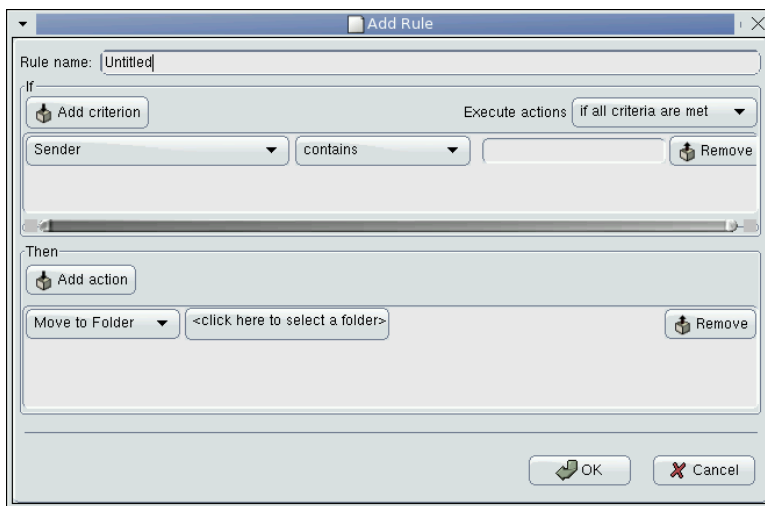 Add Rule
Rule name: Untitled
If
Add criterion Execute actions if all criteria are met
Sender contains Remove
Then
Add action
Move to Folder <click here to select a folder> Remove
OK Cancel